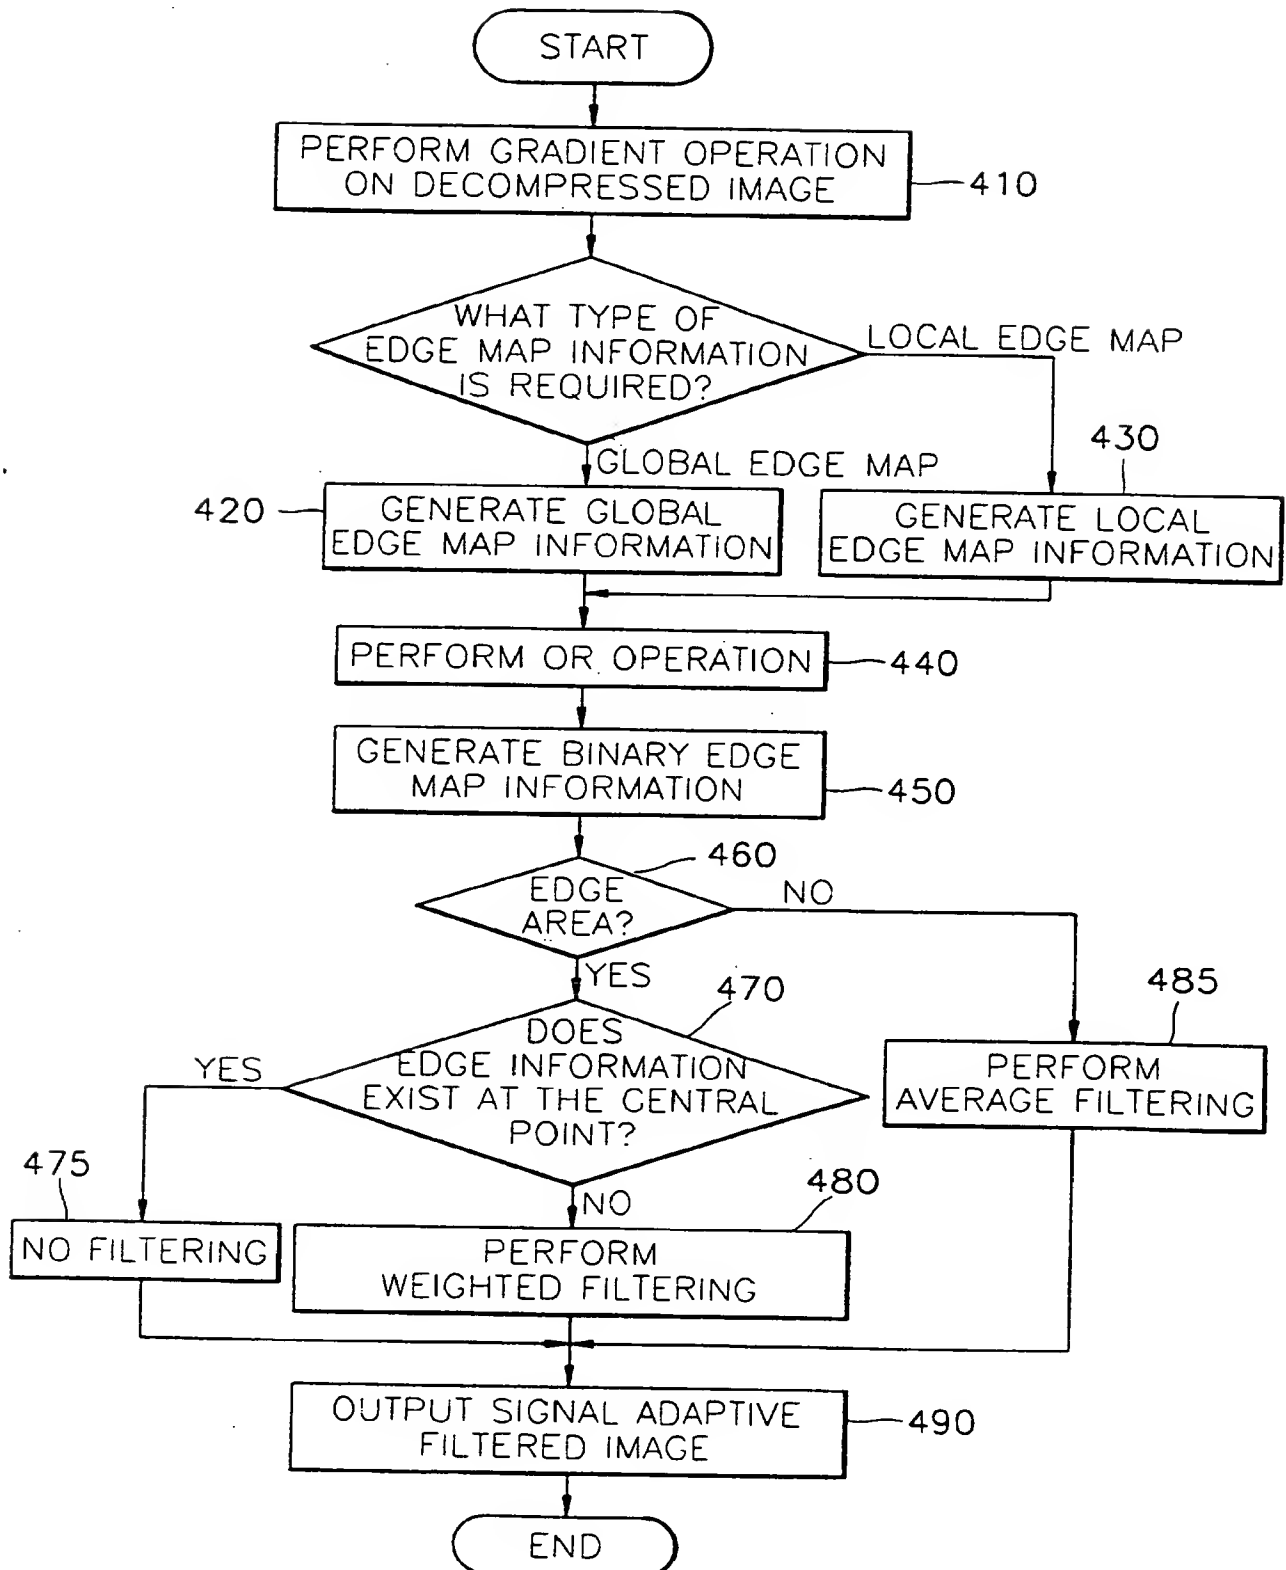 START
PERFORM GRADIENT OPERATION
ON DECOMPRESSED IMAGE
410
WHAT TYPE OF
EDGE MAP INFORMATION
IS REQUIRED?
LOCAL EDGE MAP
GLOBAL EDGE MAP
430
420
GENERATE GLOBAL
EDGE MAP INFORMATION
GENERATE LOCAL
EDGE MAP INFORMATION
PERFORM OR OPERATION
440
GENERATE BINARY EDGE
MAP INFORMATION
450
460
EDGE
AREA?
NO
YES
470
485
DOES
EDGE INFORMATION
EXIST AT THE CENTRAL
POINT?
YES
PERFORM
AVERAGE FILTERING
475
NO
480
NO FILTERING
PERFORM
WEIGHTED FILTERING
OUTPUT SIGNAL ADAPTIVE
FILTERED IMAGE
490
END